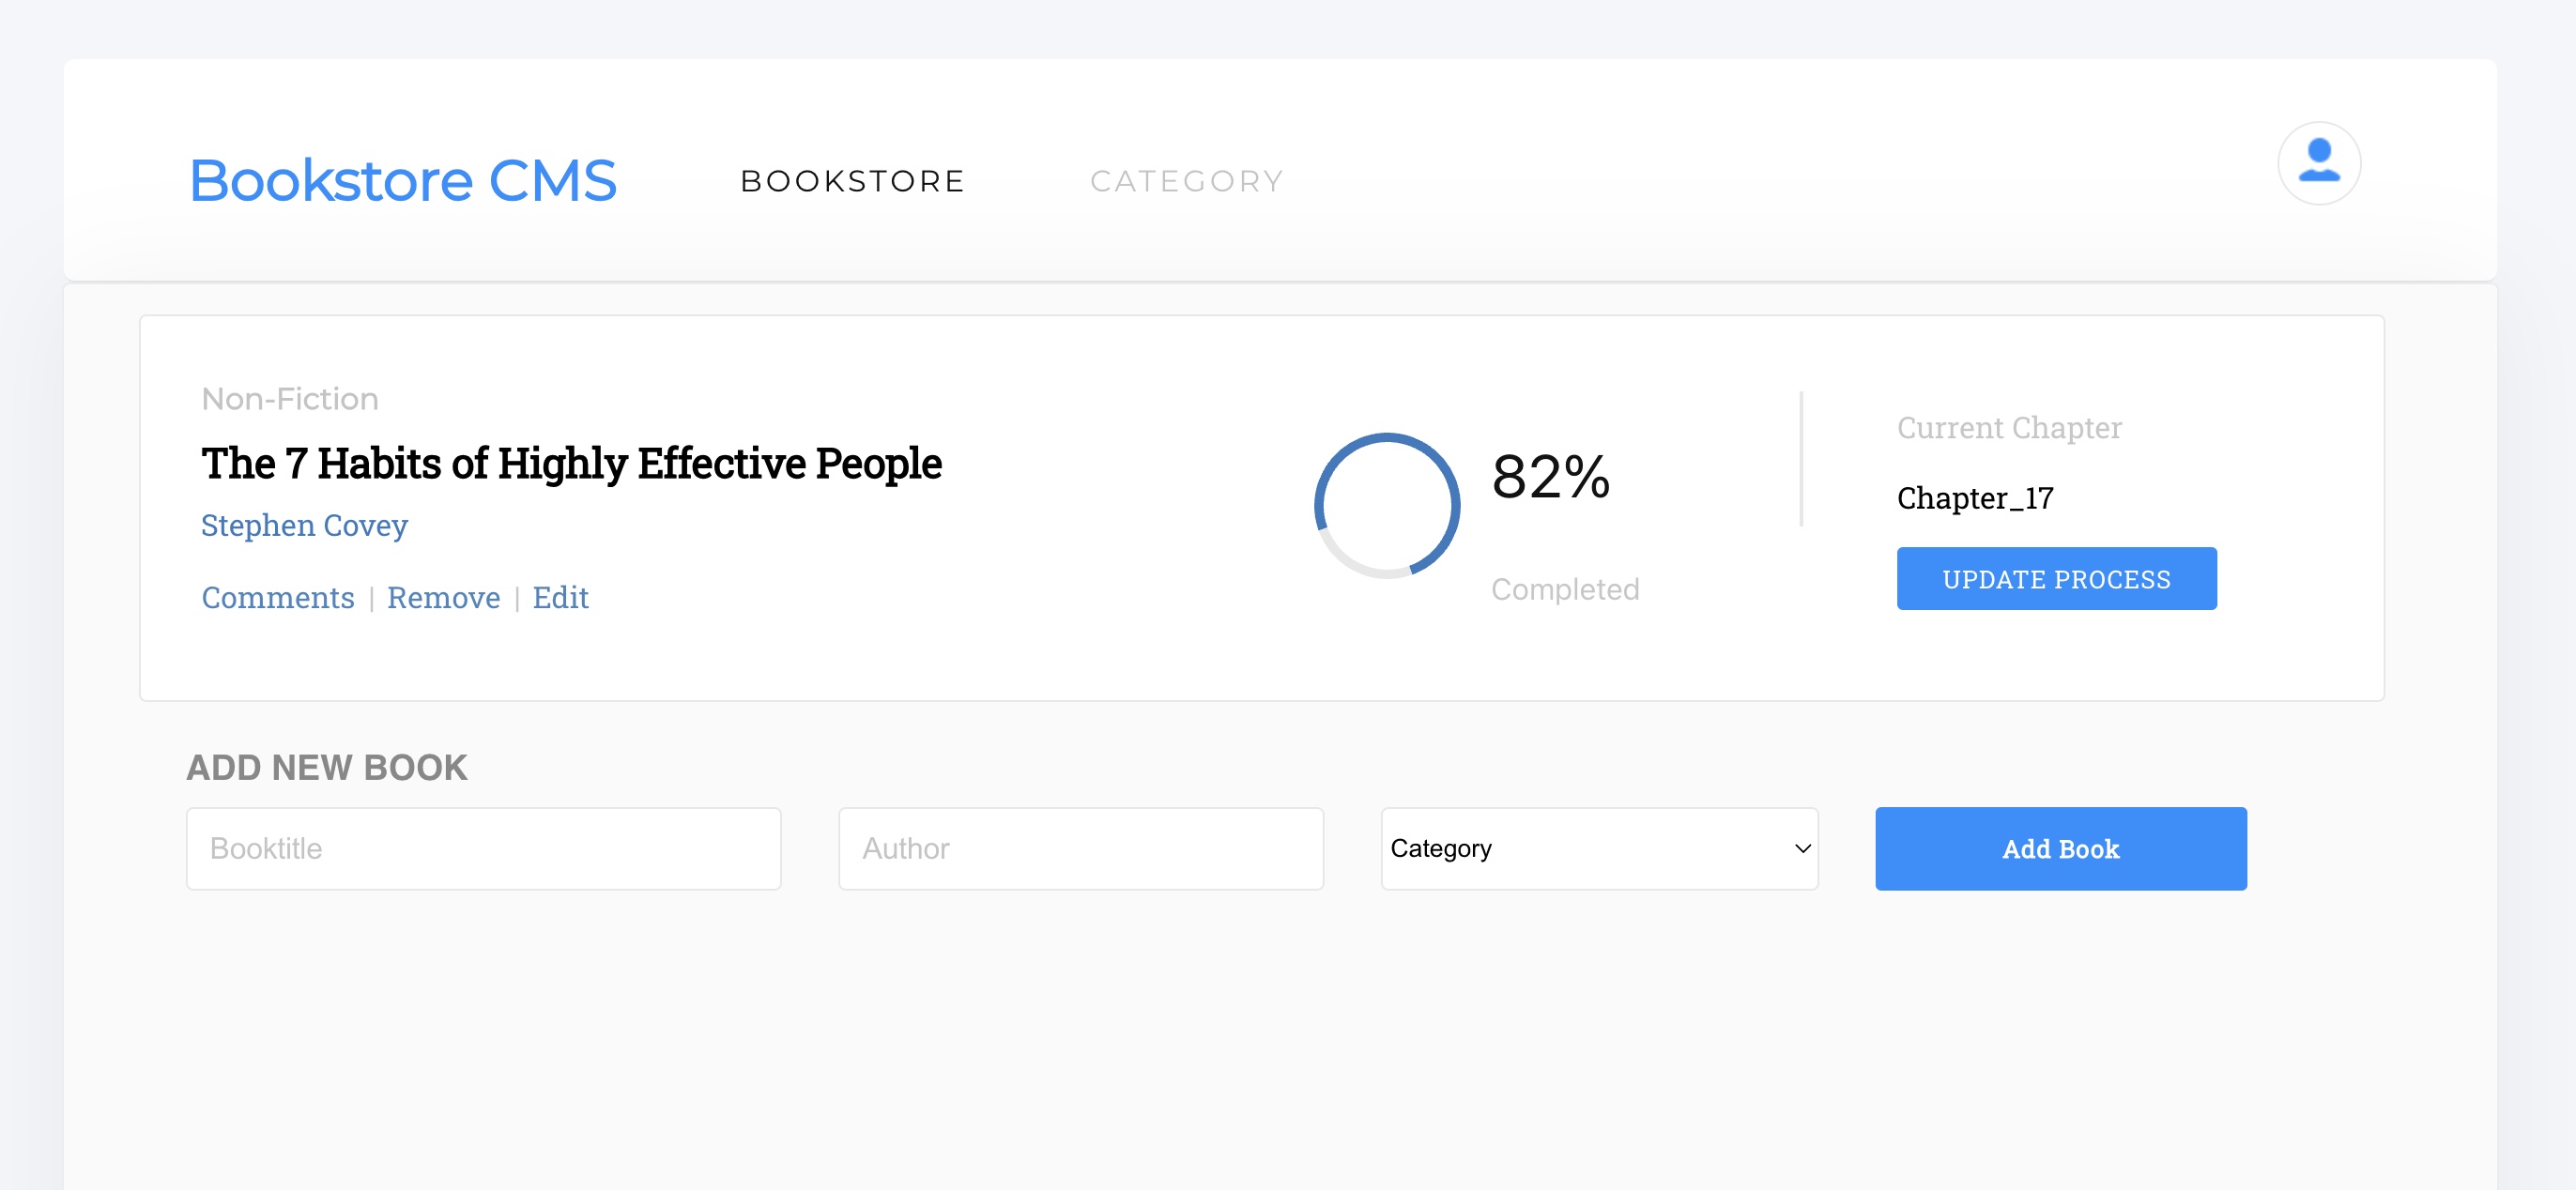 Bookstore CMS BOOKSTORE CATEGORY
Non-Fiction
The 7 Habits of Highly Effective People
Stephen Covey
Comments | Remove | Edit
82%
Completed
Current Chapter
Chapter_17
UPDATE PROCESS
ADD NEW BOOK
Booktitle Author Category Add Book